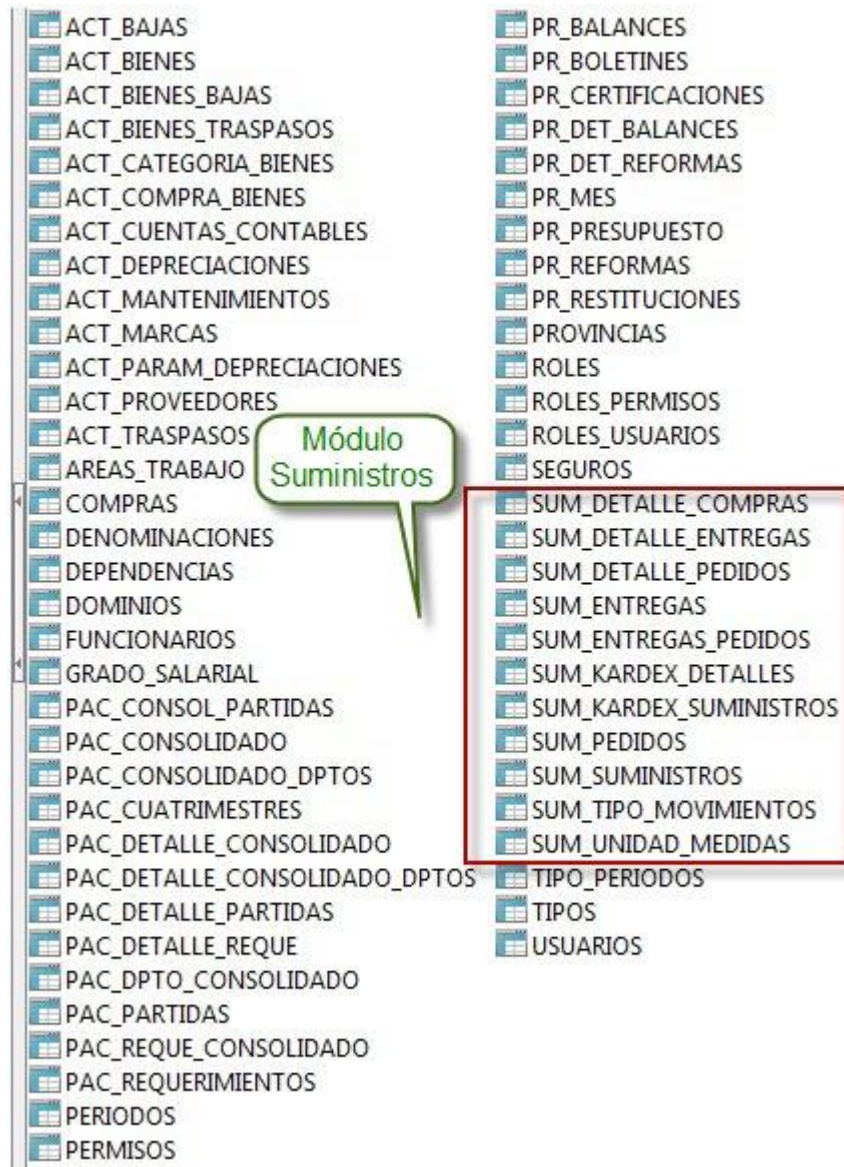 ACT_BAJAS
ACT_BIENES
ACT_BIENES_BAJAS
ACT_BIENES_TRASPASOS
ACT_CATEGORIA_BIENES
ACT_COMPRA_BIENES
ACT_CUENTAS_CONTABLES
ACT_DEPRECIACIONES
ACT_MANTENIMIENTOS
ACT_MARCAS
ACT_PARAM_DEPRECIACIONES
ACT_PROVEEDORES
ACT_TRASPASOS
AREAS_TRABAJO
COMPRAS
DENOMINACIONES
DEPENDENCIAS
DOMINIOS
FUNCIONARIOS
GRADO_SALARIAL
PAC_CONSOL_PARTIDAS
PAC_CONSOLIDADO
PAC_CONSOLIDADO_DPTOS
PAC_CUATRIMESTRES
PAC_DETALLE_CONSOLIDADO
PAC_DETALLE_CONSOLIDADO_DPTOS
PAC_DETALLE_PARTIDAS
PAC_DETALLE_REQUE
PAC_DPTO_CONSOLIDADO
PAC_PARTIDAS
PAC_REQUE_CONSOLIDADO
PAC_REQUERIMIENTOS
PERIODOS
PERMISOS
Módulo
Suministros
PR_BALANCES
PR_BOLETINES
PR_CERTIFICACIONES
PR_DET_BALANCES
PR_DET_REFORMAS
PR_MES
PR_PRESUPUESTO
PR_REFORMAS
PR_RESTITUCIONES
PROVINCIAS
ROLES
ROLES_PERMISOS
ROLES_USUARIOS
SEGUROS
SUM_DETALLE_COMPRAS
SUM_DETALLE_ENTREGAS
SUM_DETALLE_PEDIDOS
SUM_ENTREGAS
SUM_ENTREGAS_PEDIDOS
SUM_KARDEX_DETALLES
SUM_KARDEX_SUMINISTROS
SUM_PEDIDOS
SUM_SUMINISTROS
SUM_TIPO_MOVIMIENTOS
SUM_UNIDAD_MEDIDAS
TIPO_PERIODOS
TIPOS
USUARIOS